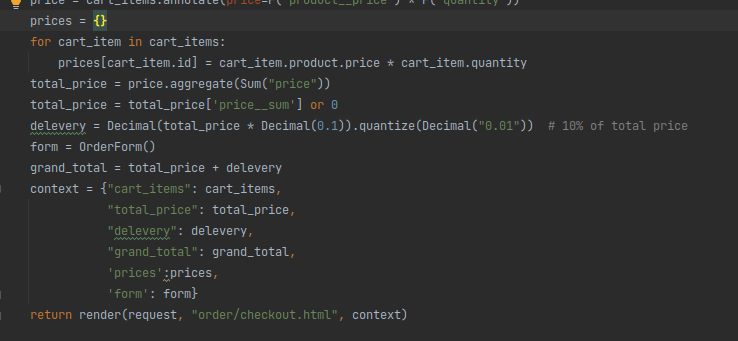 price = cart_items.annotate(price=F("product__price") * F("quantity"))
prices = {}
for cart_item in cart_items:
prices[cart_item.id] = cart_item.product.price * cart_item.quantity
total_price = price.aggregate(Sum("price"))
total_price = total_price['price__sum'] or 0
delevery = Decimal(total_price * Decimal(0.1)).quantize(Decimal("0.01")) # 10% of total price
form = OrderForm()
grand_total = total_price + delevery
context = {"cart_items": cart_items,
"total_price": total_price,
"delevery": delevery,
"grand_total": grand_total,
'prices':prices,
'form': form}
return render(request, "order/checkout.html", context)